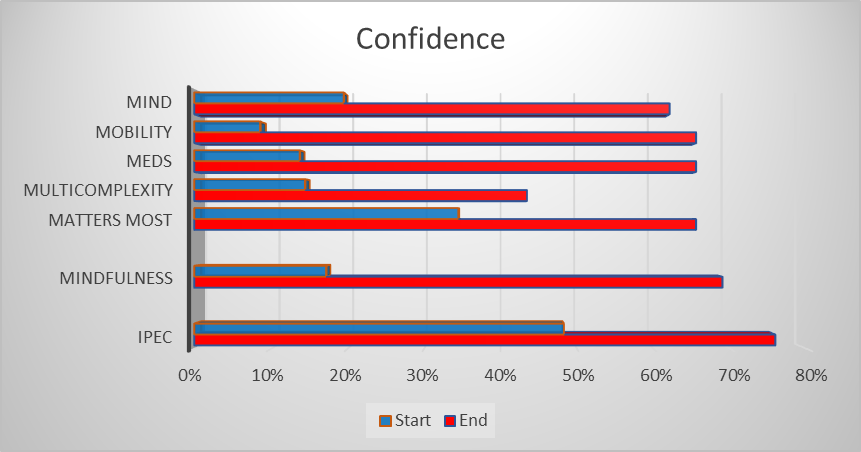 Confidence
MIND
MOBILITY
MEDS
MULTICOMPLEXITY
MATTERS MOST
MINDFULNESS
IPEC
0% 10% 20% 30% 40% 50% 60% 70% 80%
Start End